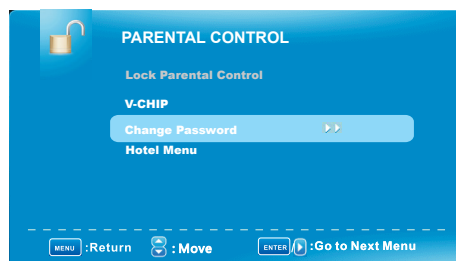 PARENTAL CONTROL
Lock Parental Control
V-CHIP
Change Password
Hotel Menu
MENU :Return : Move ENTER / :Go to Next Menu